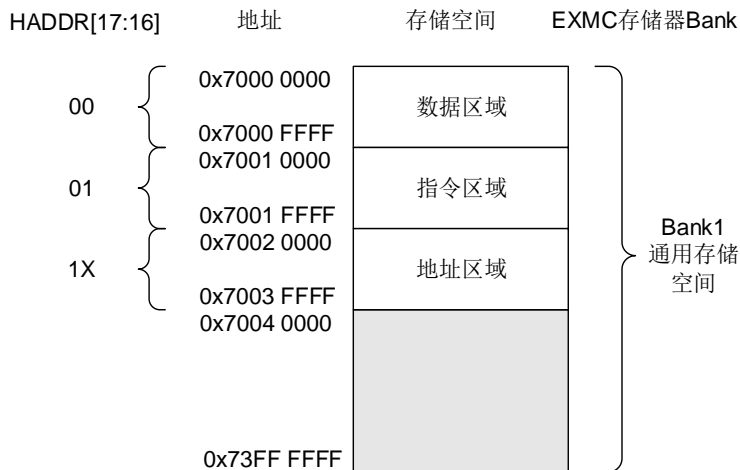 HADDR[17:16] 地址 存储空间 EXMC存储器Bank
0x7000 0000
00 数据区域
0x7000 FFFF
0x7001 0000
01 指令区域
0x7001 FFFF
0x7002 0000
1X 地址区域
0x7003 FFFF
0x7004 0000
Bank1
通用存储
空间
0x73FF FFFF